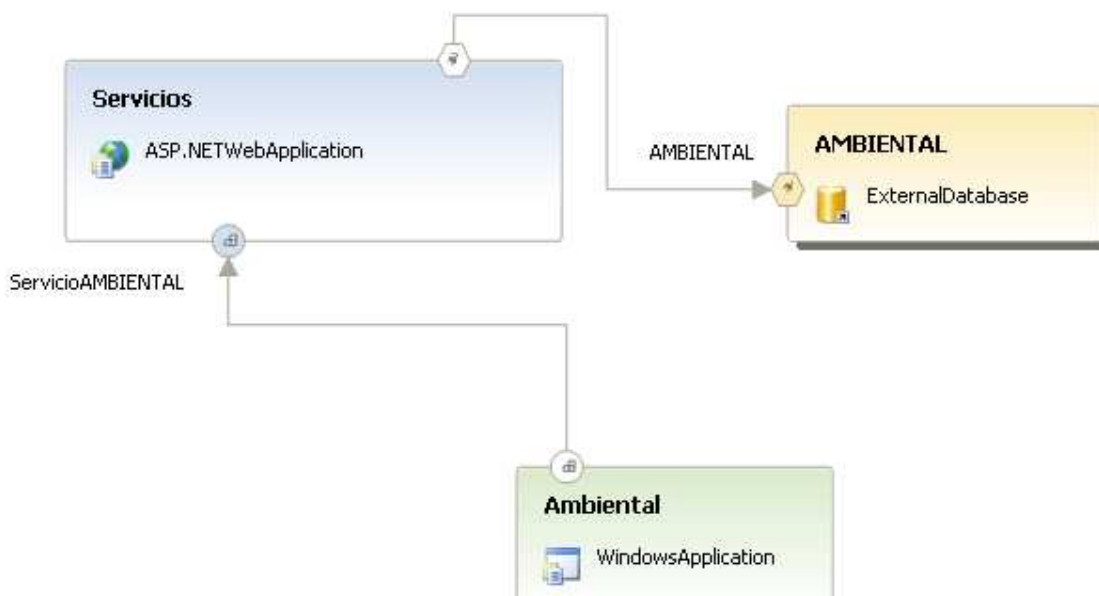 Servicios
ASP.NETWebApplication
AMBIENTAL
AMBIENTAL
ExternalDatabase
ServicioAMBIENTAL
Ambiental
WindowsApplication